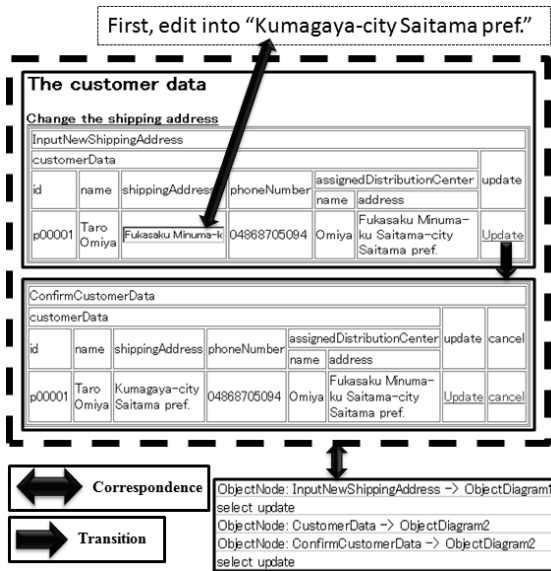 First, edit into “Kumagaya-city Saitama pref.”
The customer data
Change the shipping address
InputNewShippingAddress
customerData
id name shippingAddress phoneNumber assignedDistributionCenter update
name address
p00001 Taro Omiya Fukasaku Minuma-k 04868705094 Omiya Fukasaku Minuma-ku Saitama-city Saitama pref. Update
ConfirmCustomerData
customerData
id name shippingAddress phoneNumber assignedDistributionCenter update cancel
name address
p00001 Taro Omiya Kumagaya-city Saitama pref. 04868705094 Omiya Fukasaku Minuma-ku Saitama-city Saitama pref. Update cancel
Correspondence
Transition
ObjectNode: InputNewShippingAddress -> ObjectDiagram1
select update
ObjectNode: CustomerData -> ObjectDiagram2
ObjectNode: ConfirmCustomerData -> ObjectDiagram2
select update